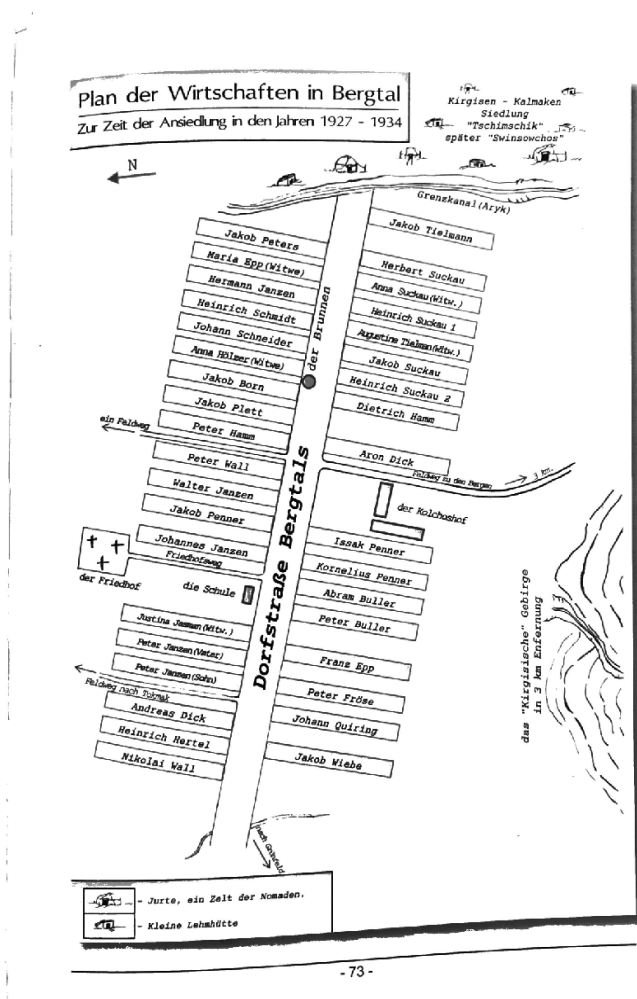 Plan der Wirtschaften in Bergtal
Zur Zeit der Ansiedlung in den Jahren 1927 - 1934
Kirgisen - Kalmaken
Siedlung
"Tschimschik"
später "Swinsowchos"
N
Grenzkanal(Aryk)
Jakob Peters
Maria Epp(Witwe)
Hermann Janzen
Heinrich Schmidt
Johann Schneider
Anna Hölzer(Witwe)
Jakob Born
Jakob Plett
Peter Hamm
ein Feldweg
Peter Wall
Walter Janzen
Jakob Penner
Johannes Janzen
Friedhofsweg
der Friedhof
die Schule
Justina Jansen(Witw.)
Peter Janzen(Vater)
Peter Janzen(Sohn)
Feldweg nach Tokmak
Andreas Dick
Heinrich Hertel
Nikolai Wall
der Brunnen
Dorfstraße Bergtals
Jakob Tielmann
Herbert Suckau
Anna Suckau(Witw.)
Heinrich Suckau 1
Augustine Tielman(Witw.)
Jakob Suckau
Heinrich Suckau 2
Dietrich Hamm
Aron Dick
Feldweg zu den Bergen
3 km.
der Kolchoshof
Issak Penner
Kornelius Penner
Abram Buller
Peter Buller
Franz Epp
Peter Fröse
Johann Quiring
Jakob Wiebe
das "Kirgisische" Gebirge
in 3 km Enfernung
nach Grünfeld
- Jurte, ein Zelt der Nomaden.
- Kleine Lehmhütte
- 73 -